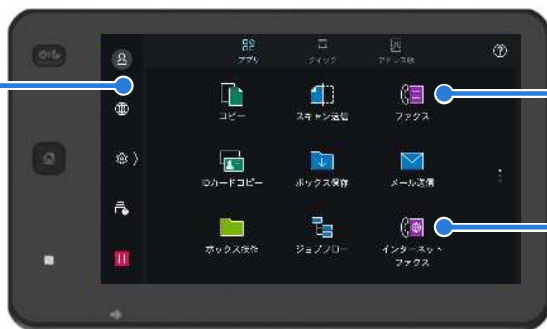 アプリ
クイック
アドレス帳
コピー
スキャン送信
ファクス
IDカードコピー
ボックス保存
メール送信
ボックス操作
ジョブフロー
インターネット
ファクス